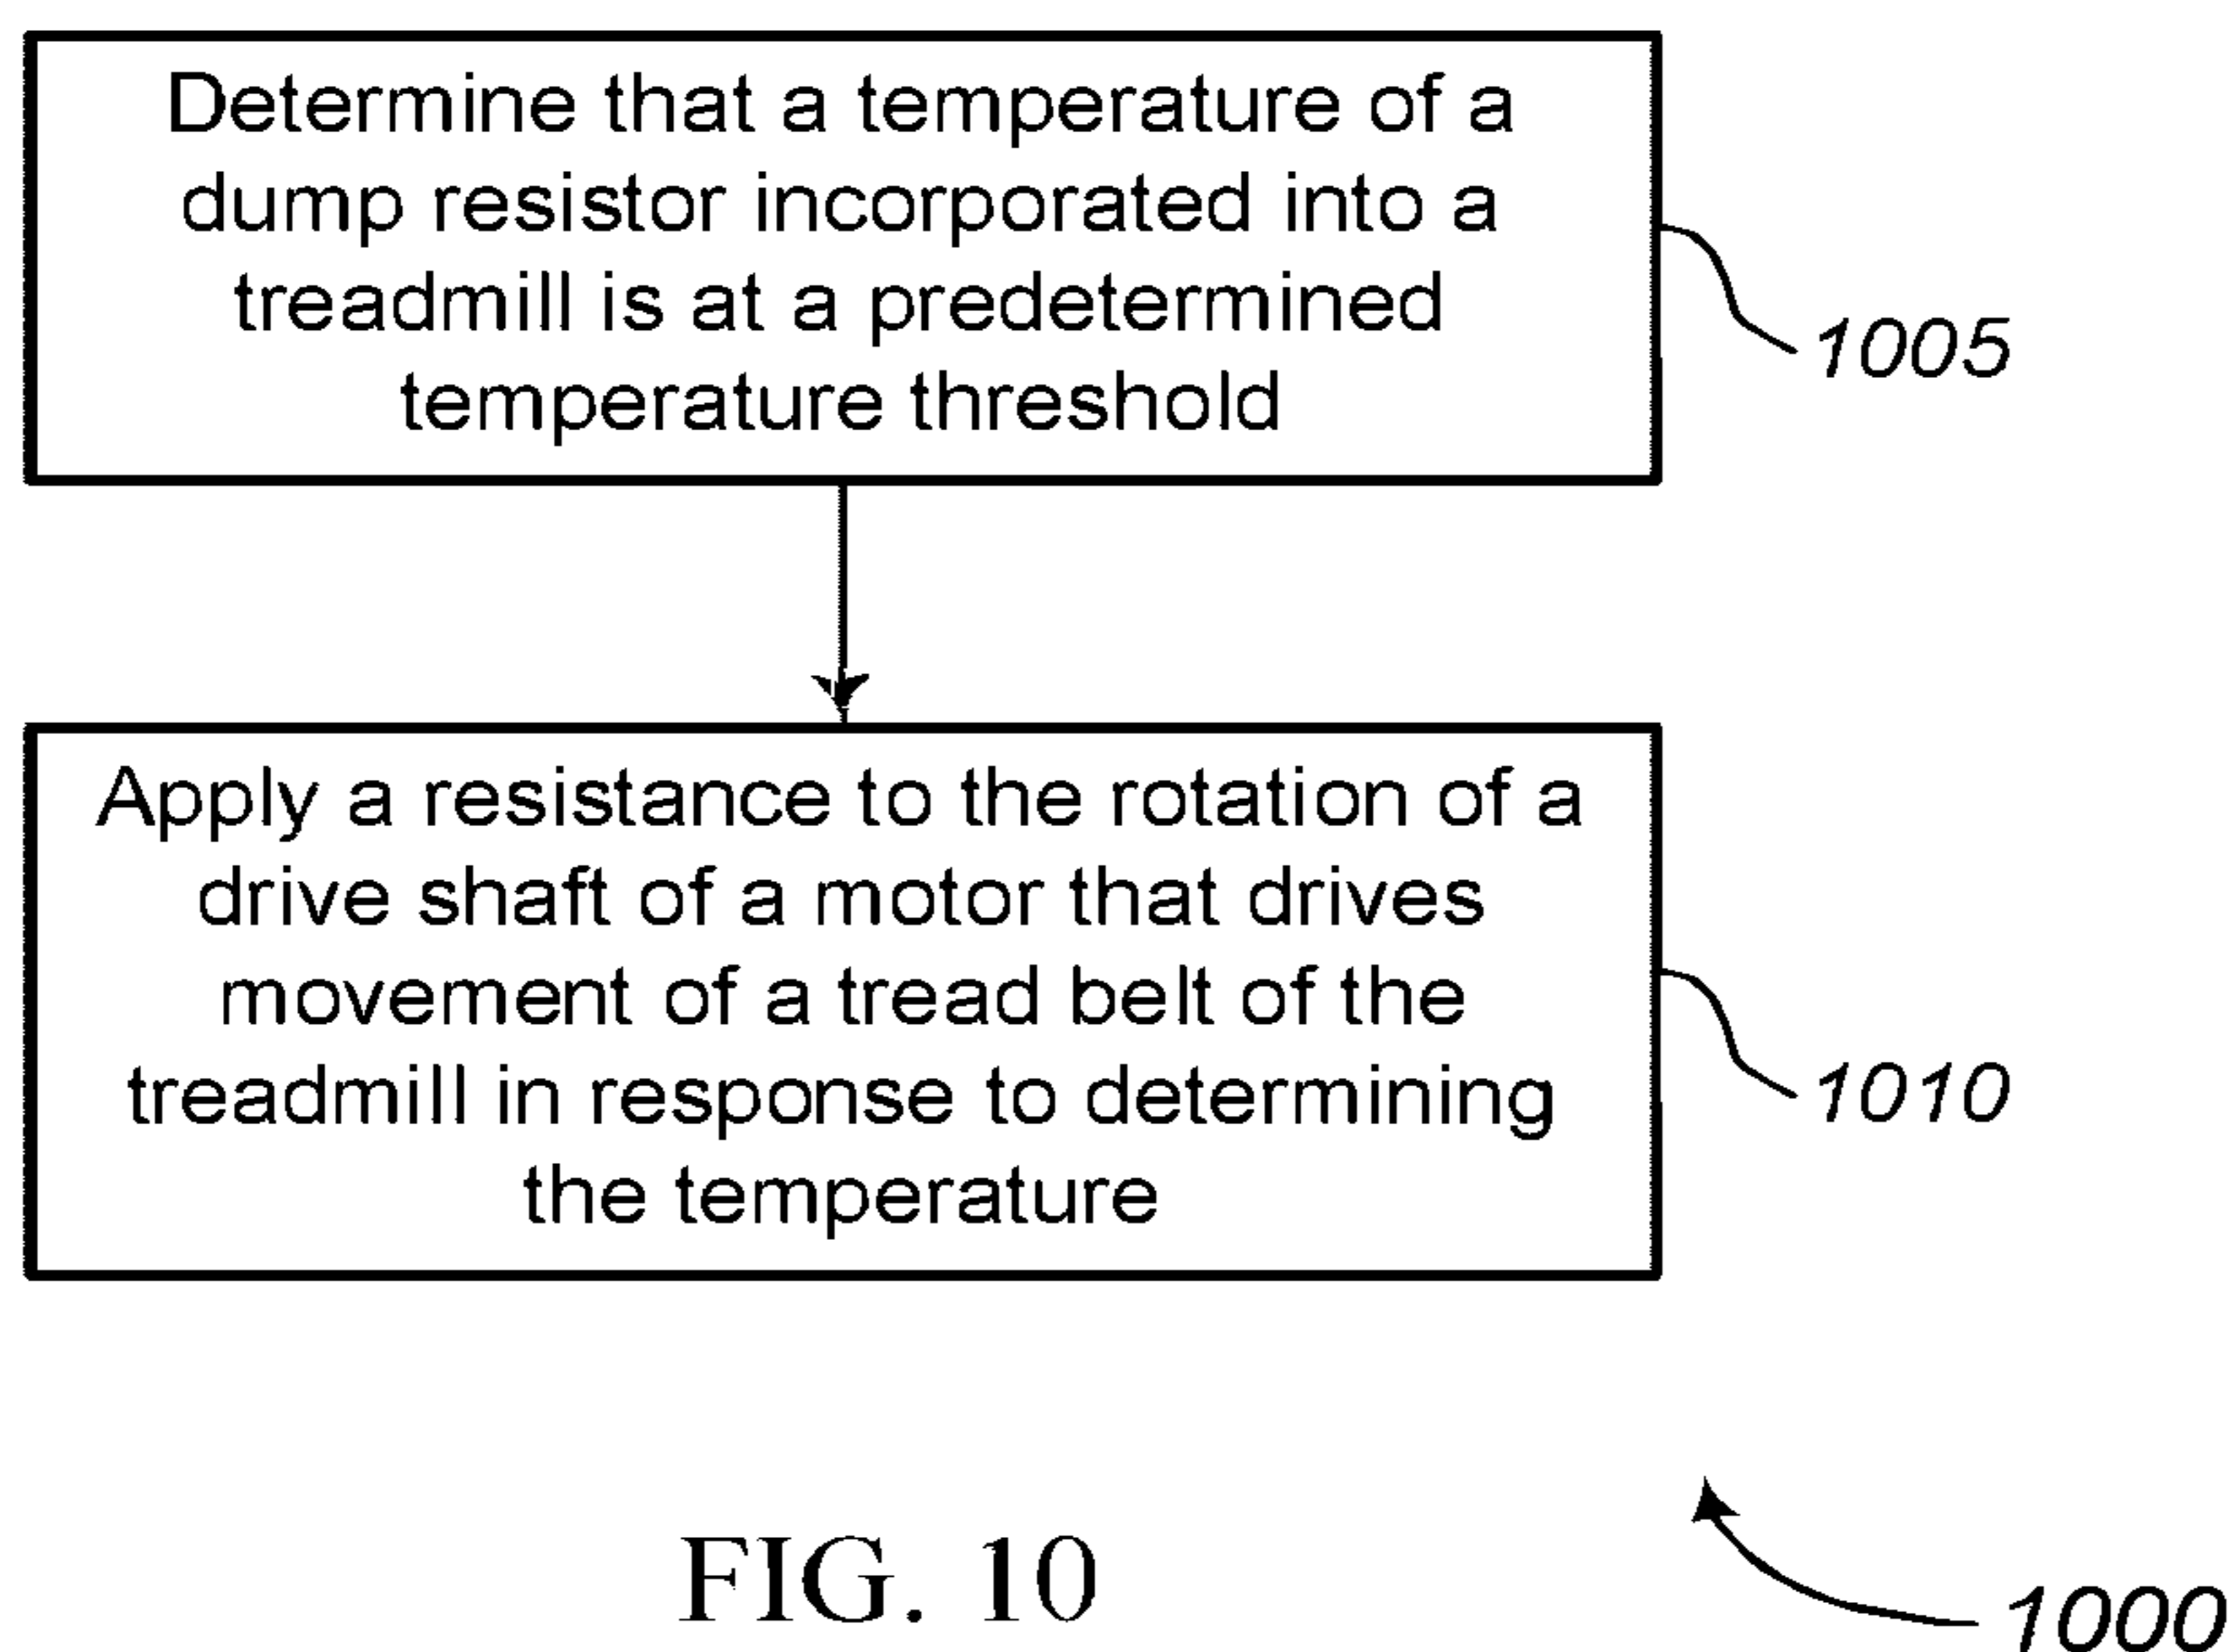 Determine that a temperature of a
dump resistor incorporated into a
treadmill is at a predetermined
temperature threshold
1005
Apply a resistance to the rotation of a
drive shaft of a motor that drives
movement of a tread belt of the
treadmill in response to determining
the temperature
1010
FIG. 10
1000